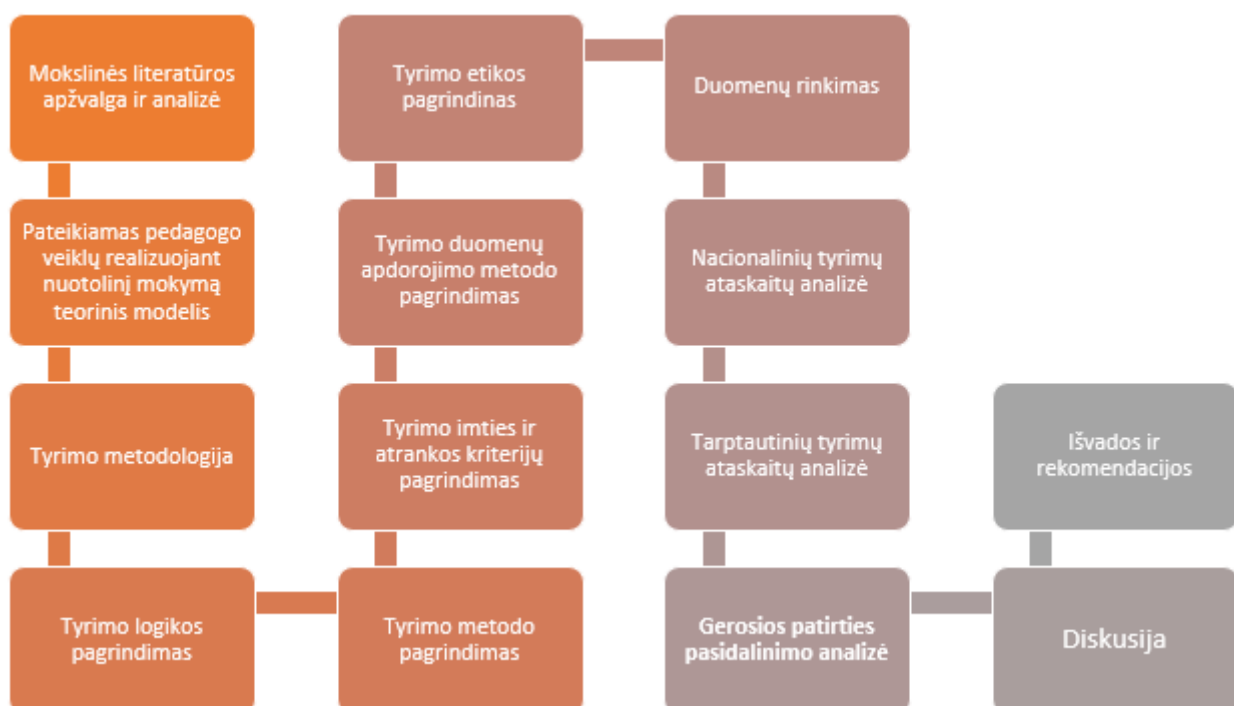 Mokslinės literatūros
apžvalga ir analizė
Pateikiamas pedagogo
veiklų realizuojant
nuotolinį mokymą
teorinis modelis
Tyrimo metodologija
Tyrimo logikos
pagrindimas
Tyrimo metodo
pagrindimas
Tyrimo imties ir
atrankos kriterijų
pagrindimas
Tyrimo duomenų
apdorojimo metodo
pagrindimas
Tyrimo etikos
pagrindinas
Duomenų rinkimas
Nacionalinių tyrimų
ataskaitų analizė
Tarptautinių tyrimų
ataskaitų analizė
Gerosios patirties
pasidalinimo analizė
Diskusija
Išvados ir
rekomendacijos